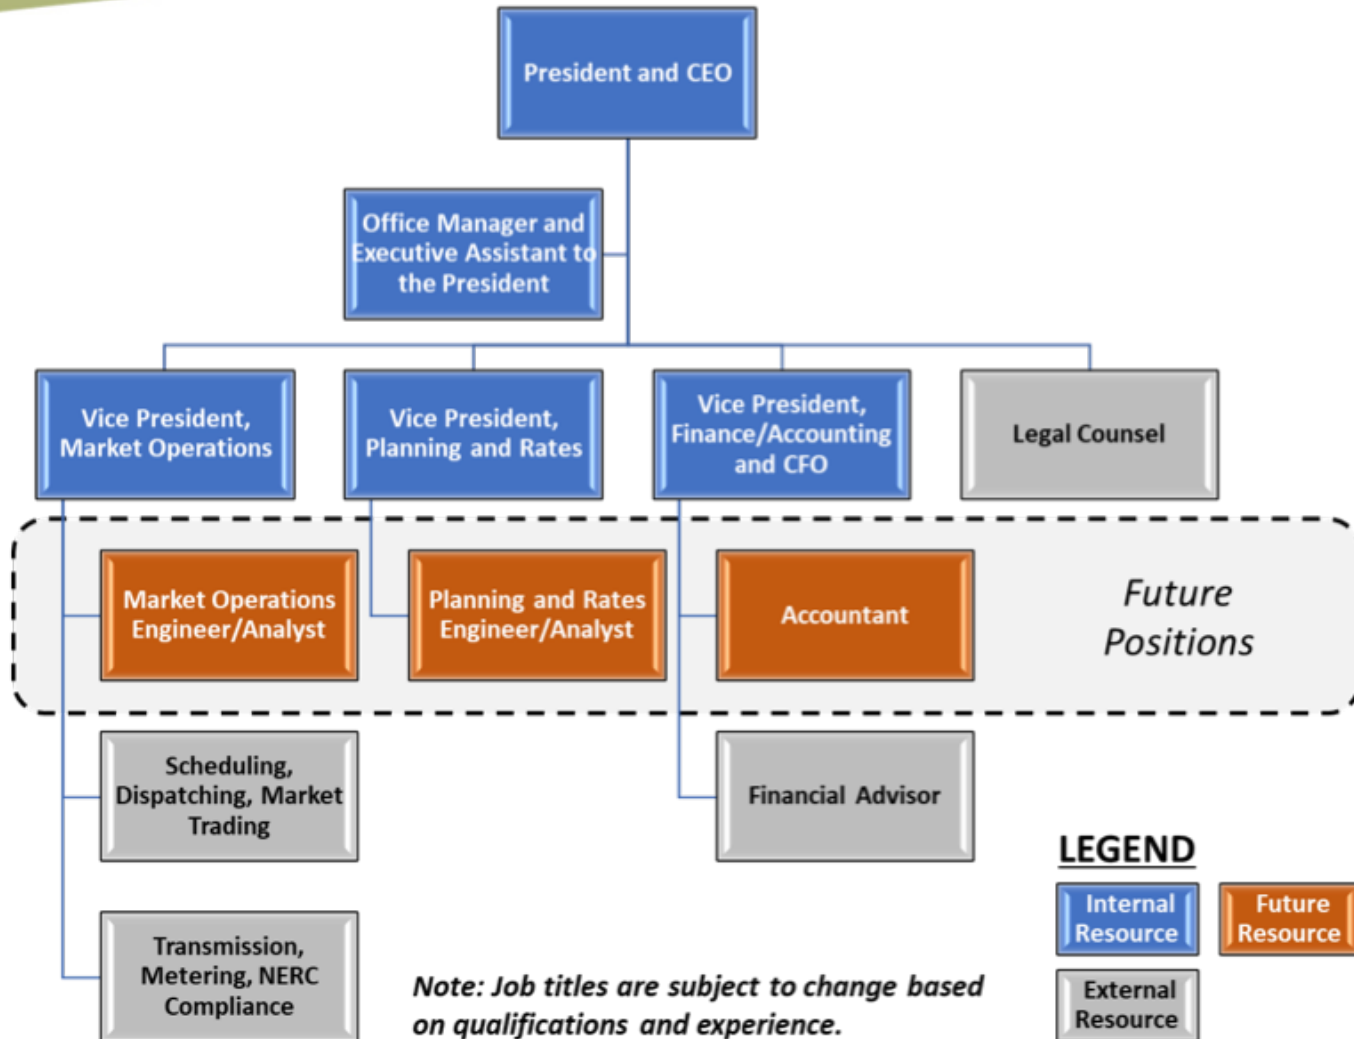 President and CEO
Office Manager and
Executive Assistant to
the President
Vice President,
Market Operations
Vice President,
Planning and Rates
Vice President,
Finance/Accounting
and CFO
Legal Counsel
Market Operations
Engineer/Analyst
Planning and Rates
Engineer/Analyst
Accountant
Future
Positions
Scheduling,
Dispatching, Market
Trading
Financial Advisor
Transmission,
Metering, NERC
Compliance
Note: Job titles are subject to change based
on qualifications and experience.
LEGEND
Internal
Resource
Future
Resource
External
Resource